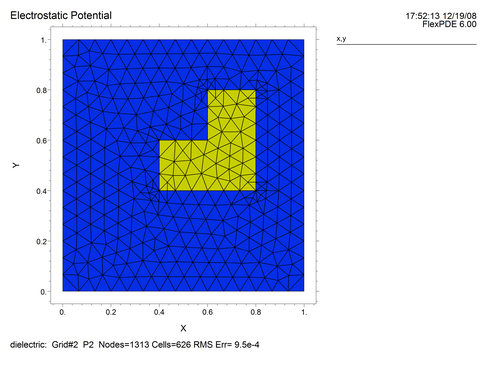 Electrostatic Potential
17:52:13 12/19/08
FlexPDE 6.00
x,y
1.
0.8
0.6
Y
0.4
0.2
0.
0. 0.2 0.4 0.6 0.8 1.
X
dielectric: Grid#2 P2 Nodes=1313 Cells=626 RMS Err= 9.5e-4